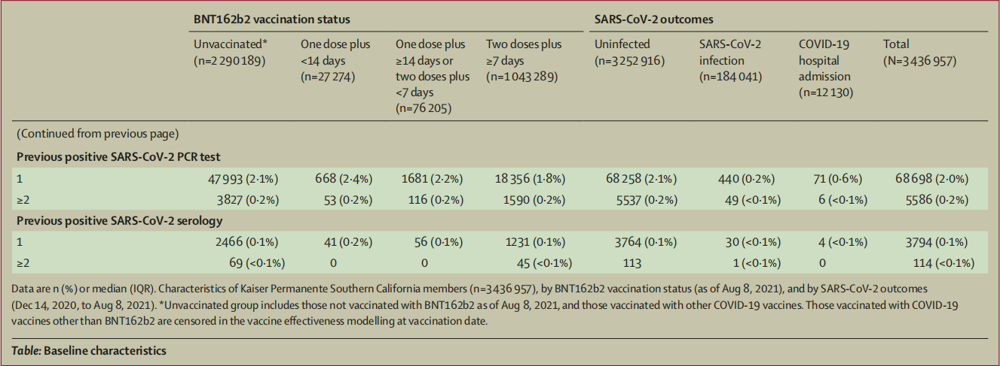 BNT162b2 vaccination status SARS-CoV-2 outcomes
Unvaccinated* One dose plus One dose plus Two doses plus Uninfected SARS-CoV-2 COVID-19 Total
(n=2 290 189) <14 days ≥14 days or ≥7 days (n=3 252 916) infection hospital (N=3 436 957)
(n=27 274) two doses plus (n=1 043 289) (n=184 041) admission
<7 days (n=12 130)
(n=76 205)
(Continued from previous page)
Previous positive SARS-CoV-2 PCR test
1 47 993 (2·1%) 668 (2·4%) 1681 (2·2%) 18 356 (1·8%) 68 258 (2·1%) 440 (0·2%) 71 (0·6%) 68 698 (2·0%)
≥2 3827 (0·2%) 53 (0·2%) 116 (0·2%) 1590 (0·2%) 5537 (0·2%) 49 (<0·1%) 6 (<0·1%) 5586 (0·2%)
Previous positive SARS-CoV-2 serology
1 2466 (0·1%) 41 (0·2%) 56 (0·1%) 1231 (0·1%) 3764 (0·1%) 30 (<0·1%) 4 (<0·1%) 3794 (0·1%)
≥2 69 (<0·1%) 0 0 45 (<0·1%) 113 1 (<0·1%) 0 114 (<0·1%)
Data are n (%) or median (IQR). Characteristics of Kaiser Permanente Southern California members (n=3 436 957), by BNT162b2 vaccination status (as of Aug 8, 2021), and by SARS-CoV-2 outcomes
(Dec 14, 2020, to Aug 8, 2021). *Unvaccinated group includes those not vaccinated with BNT162b2 as of Aug 8, 2021, and those vaccinated with other COVID-19 vaccines. Those vaccinated with COVID-19
vaccines other than BNT162b2 are censored in the vaccine effectiveness modelling at vaccination date.
Table: Baseline characteristics